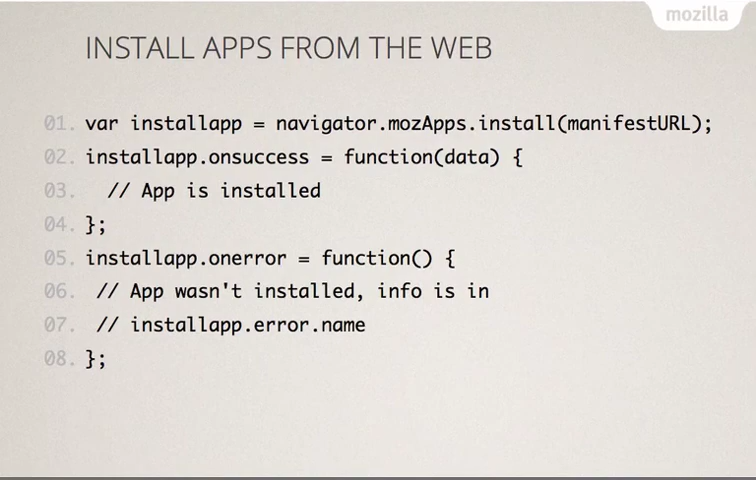 mozilla
INSTALL APPS FROM THE WEB
01. var installapp = navigator.mozApps.install(manifestURL);
02. installapp.onsuccess = function(data) {
03.   // App is installed
04. };
05. installapp.onerror = function() {
06.  // App wasn't installed, info is in
07.  // installapp.error.name
08. };